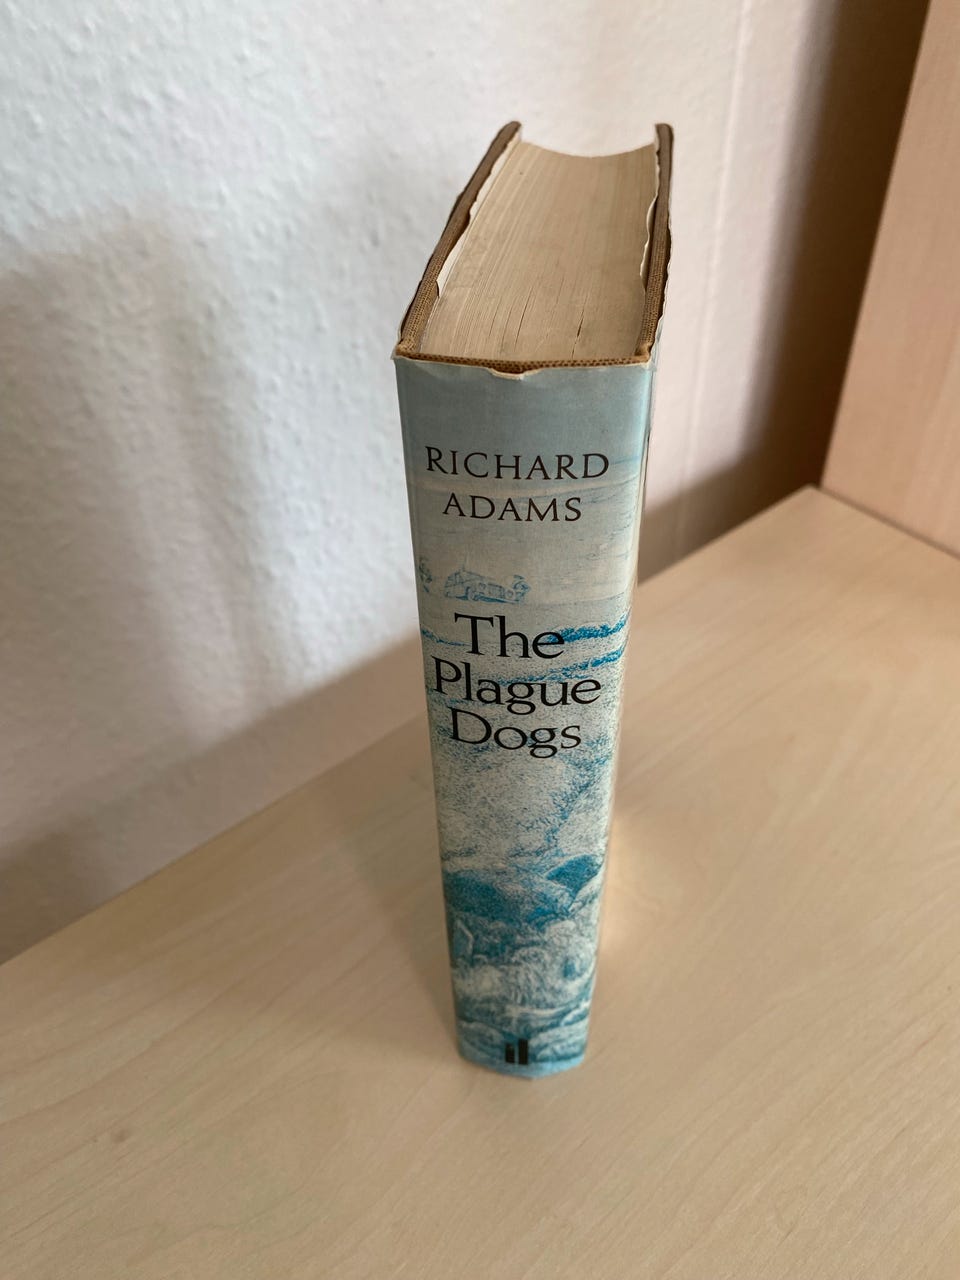 RICHARD
ADAMS
The
Plague
Dogs